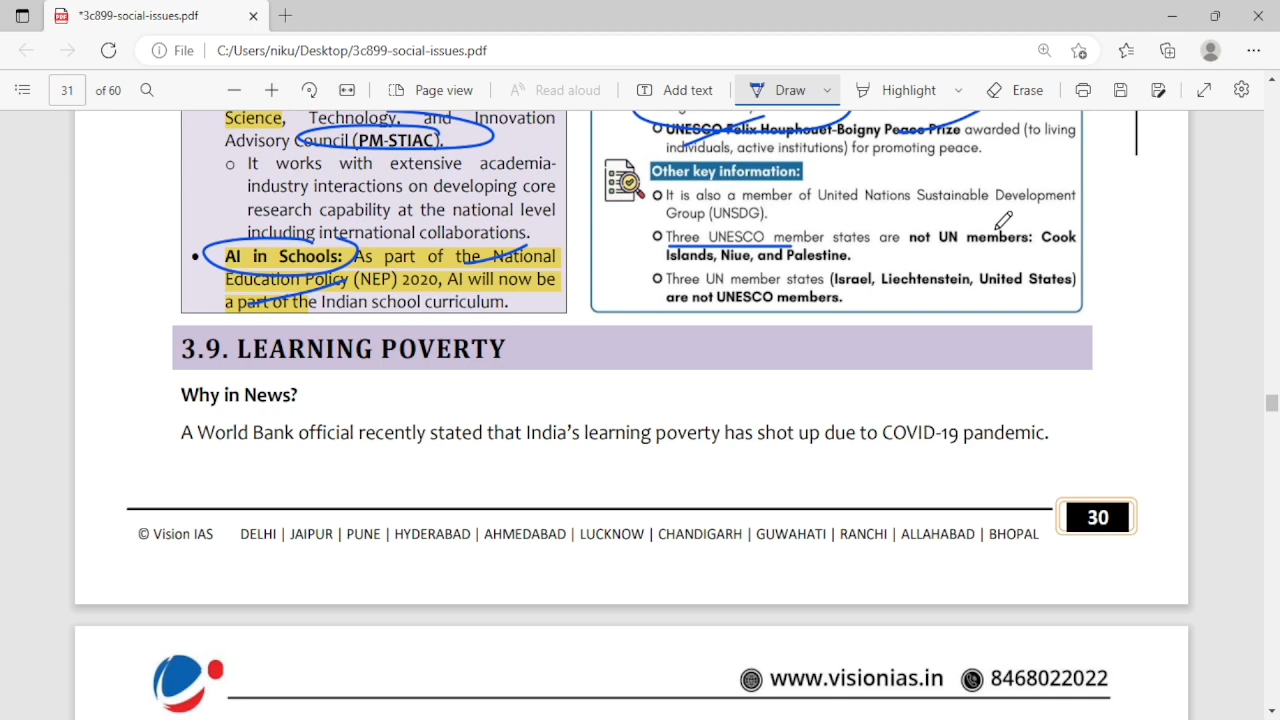 *3c899-social-issues.pdf
File
C:/Users/niku/Desktop/3c899-social-issues.pdf
31 of 60
Page view
Read aloud
Add text
Draw
Highlight
Erase
Science, Technology, and Innovation
Advisory Council (PM-STIAC).
o It works with extensive academia-
industry interactions on developing core
research capability at the national level
including international collaborations.
• AI in Schools: As part of the National
Education Policy (NEP) 2020, AI will now be
a part of the Indian school curriculum.
UNESCO Felix Houphouet-Boigny Peace Prize awarded (to living
individuals, active institutions) for promoting peace.
Other key information:
It is also a member of United Nations Sustainable Development
Group (UNSDG).
Three UNESCO member states are not UN members: Cook
Islands, Niue, and Palestine.
Three UN member states (Israel, Liechtenstein, United States)
are not UNESCO members.
3.9. LEARNING POVERTY
Why in News?
A World Bank official recently stated that India's learning poverty has shot up due to COVID-19 pandemic.
30
© Vision IAS DELHI | JAIPUR | PUNE | HYDERABAD | AHMEDABAD | LUCKNOW | CHANDIGARH | GUWAHATI | RANCHI | ALLAHABAD | BHOPAL
www.visionias.in 8468022022